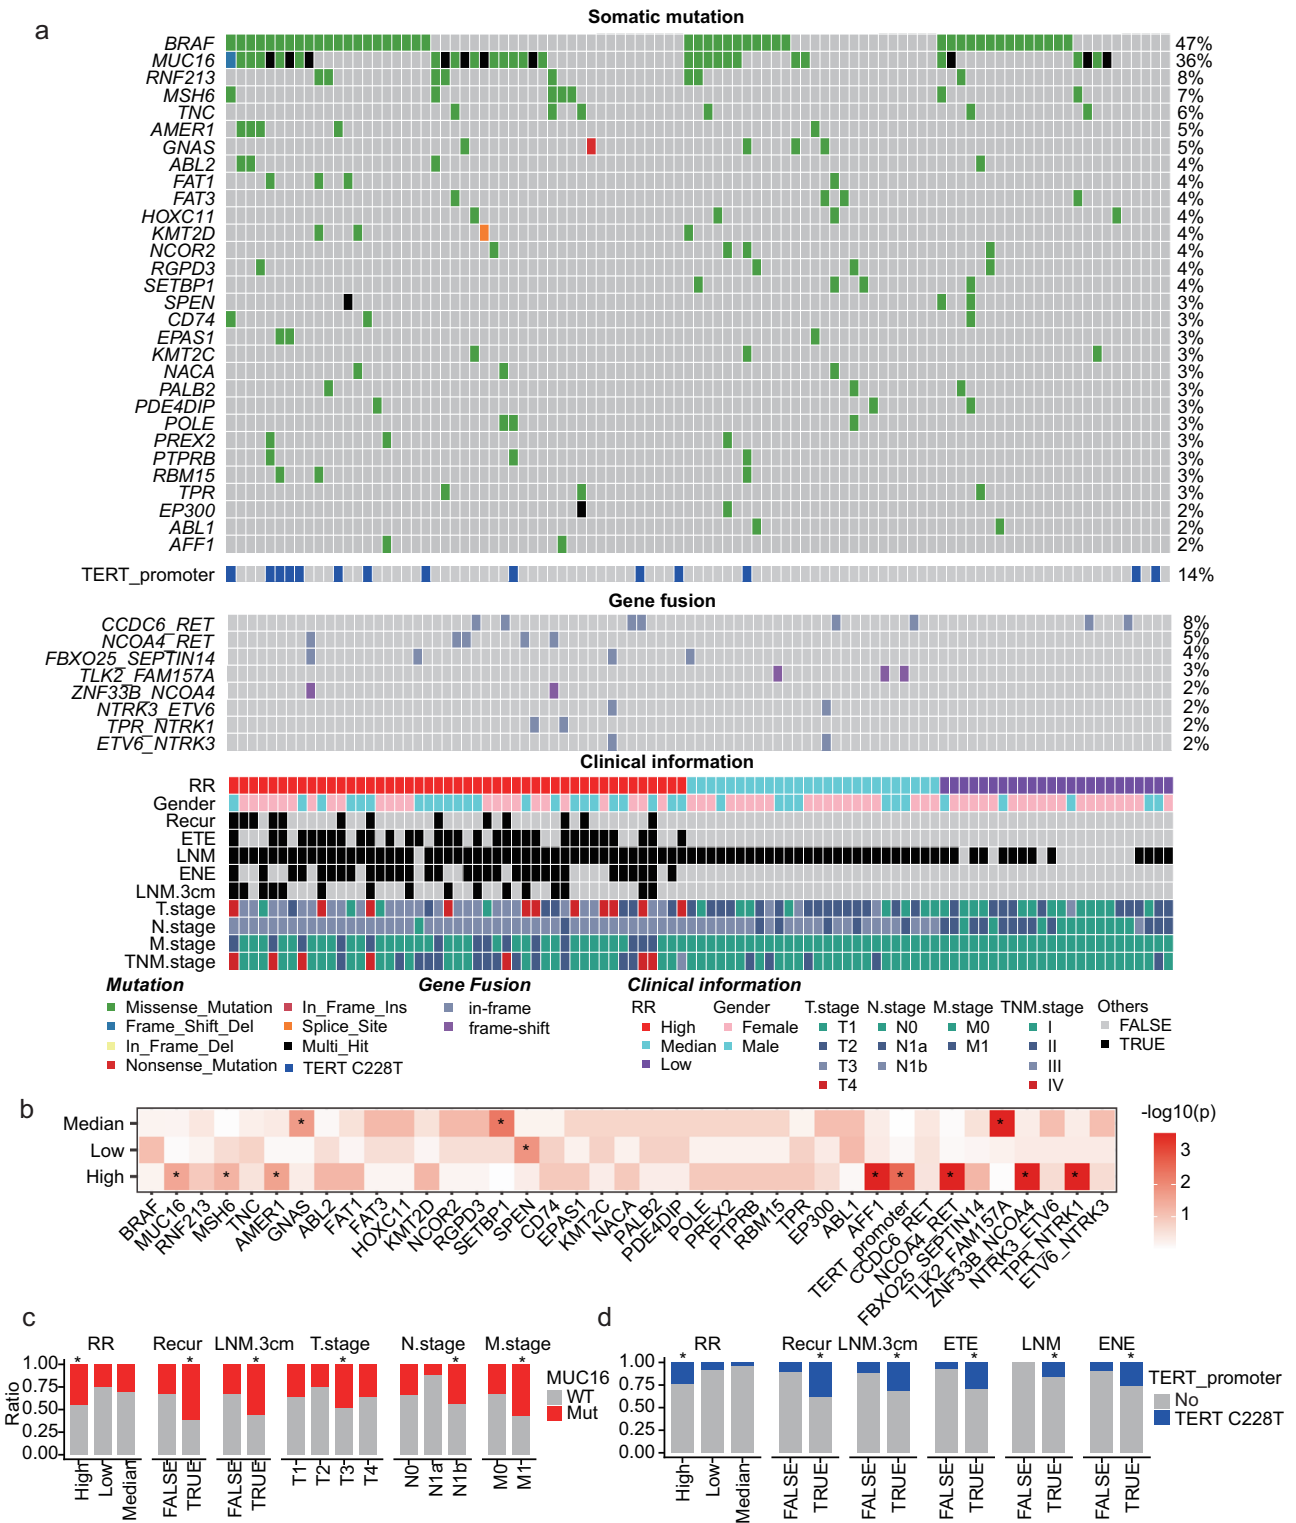 a
Somatic mutation
BRAF 47%
MUC16 36%
RNF213 8%
MSH6 7%
TNC 6%
AMER1 5%
GNAS 5%
ABL2 4%
FAT1 4%
FAT3 4%
HOXC11 4%
KMT2D 4%
NCOR2 4%
RGPD3 4%
SETBP1 4%
SPEN 3%
CD74 3%
EPAS1 3%
KMT2C 3%
NACA 3%
PALB2 3%
PDE4DIP 3%
POLE 3%
PREX2 3%
PTPRB 3%
RBM15 3%
TPR 3%
EP300 2%
ABL1 2%
AFF1 2%
TERT_promoter 14%
Gene fusion
CCDC6_RET 8%
NCOA4_RET 5%
FBXO25_SEPTIN14 4%
TLK2_FAM157A 3%
ZNF33B_NCOA4 2%
NTRK3_ETV6 2%
TPR_NTRK1 2%
ETV6_NTRK3 2%
Clinical information
RR
Gender
Recur
ETE
LNM
ENE
LNM.3cm
T.stage
N.stage
M.stage
TNM.stage
Mutation Gene Fusion Clinical information
Missense_Mutation In_Frame_Ins in-frame RR Gender T.stage N.stage M.stage TNM.stage Others
Frame_Shift_Del Splice_Site frame-shift High Female T1 N0 M0 I FALSE
In_Frame_Del Multi_Hit Median Male T2 N1a M1 II TRUE
Nonsense_Mutation TERT C228T Low T3 N1b III
T4 IV
b
Median * * *
Low *
High * * * * * * * *
-log10(p)
3
2
1
BRAF MUC16 RNF213 MSH6 TNC AMER1 GNAS ABL2 FAT1 FAT3 HOXC11 KMT2D NCOR2 RGPD3 SETBP1 SPEN CD74 EPAS1 KMT2C NACA PALB2 PDE4DIP POLE PREX2 PTPRB RBM15 TPR EP300 ABL1 AFF1 TERT_promoter CCDC6_RET NCOA4_RET FBXO25_SEPTIN14 TLK2_FAM157A ZNF33B_NCOA4 NTRK3_ETV6 TPR_NTRK1 ETV6_NTRK3
c
RR Recur LNM.3cm T.stage N.stage M.stage
* * * * * *
Ratio
1.00
0.75
0.50
0.25
0.00
High Low Median FALSE TRUE FALSE TRUE T1 T2 T3 T4 N0 N1a N1b M0 M1
MUC16
WT
Mut
d
RR Recur LNM.3cm ETE LNM ENE
* * * * * *
1.00
0.75
0.50
0.25
0.00
High Low Median FALSE TRUE FALSE TRUE FALSE TRUE FALSE TRUE FALSE TRUE
TERT_promoter
No
TERT C228T